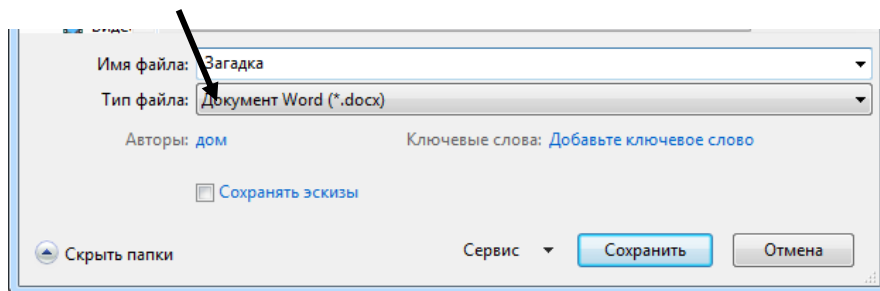 Имя файла: Загадка
Тип файла: Документ Word (*.docx)
Авторы: дом Ключевые слова: Добавьте ключевое слово
Сохранять эскизы
Скрыть папки Сервис Сохранить Отмена